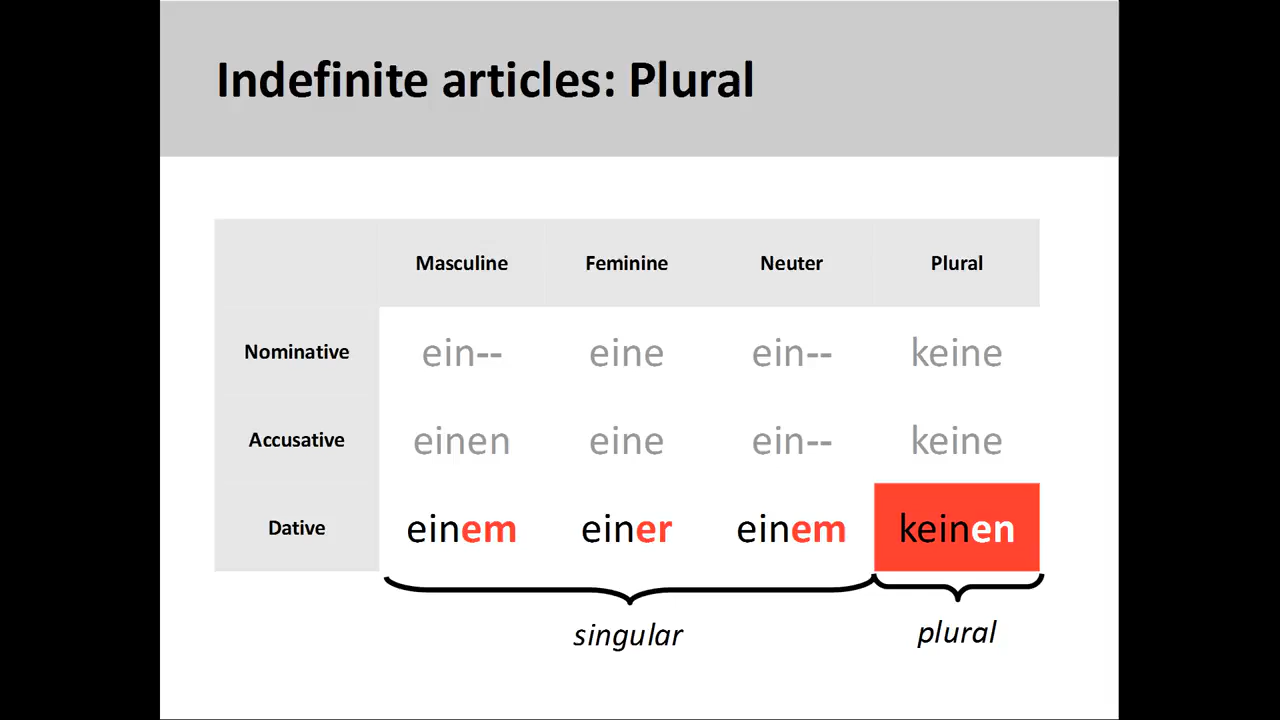 Indefinite articles: Plural
Masculine Feminine Neuter Plural
Nominative ein-- eine ein-- keine
Accusative einen eine ein-- keine
Dative einem einer einem keinen
singular plural